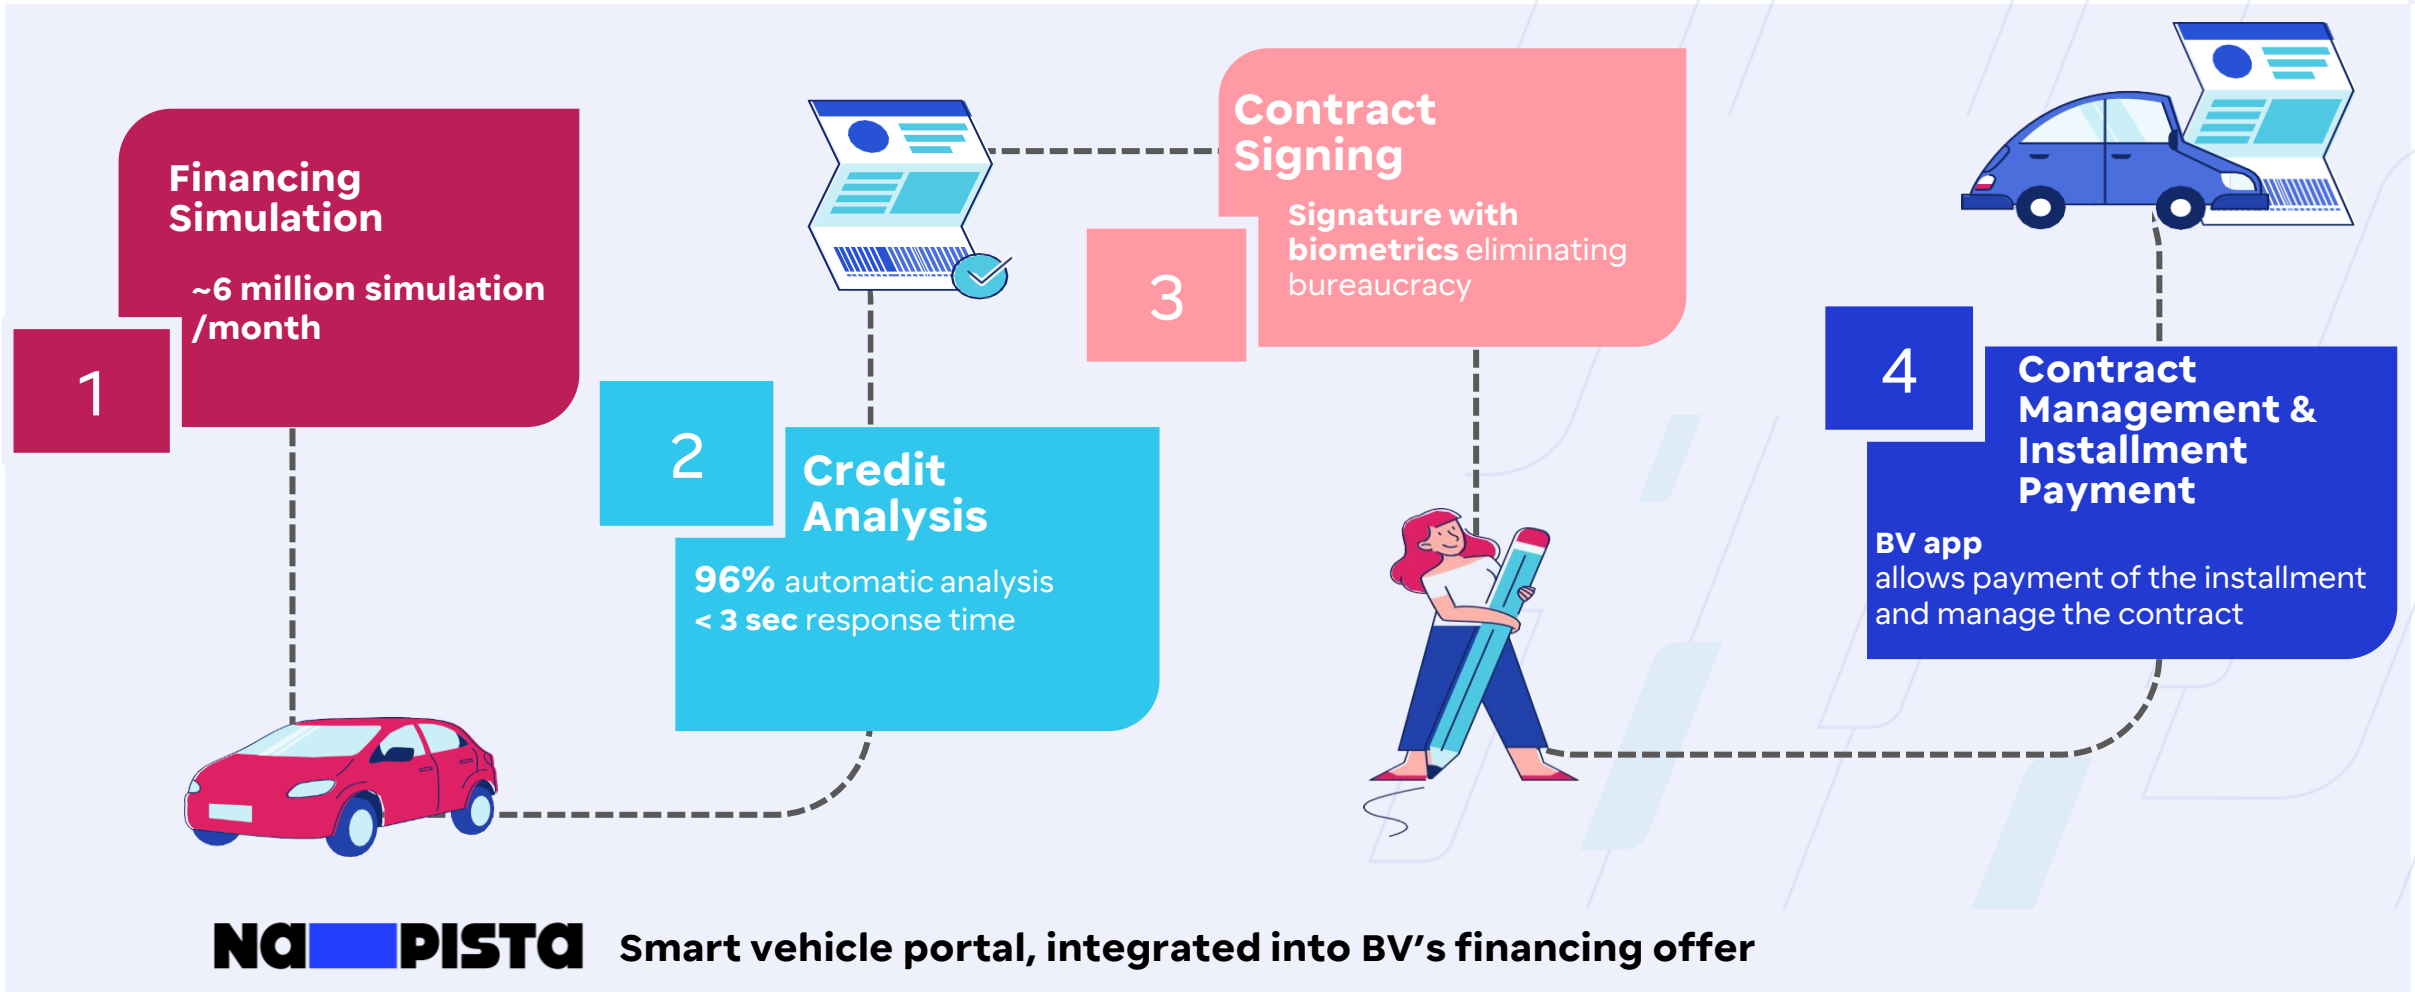 Financing
Simulation
~6 million simulation
/month
1
2
Credit
Analysis
96% automatic analysis
< 3 sec response time
Contract
Signing
Signature with
biometrics eliminating
bureaucracy
3
4
Contract
Management &
Installment
Payment
BV app
allows payment of the installment
and manage the contract
Na PISTa
Smart vehicle portal, integrated into BV’s financing offer